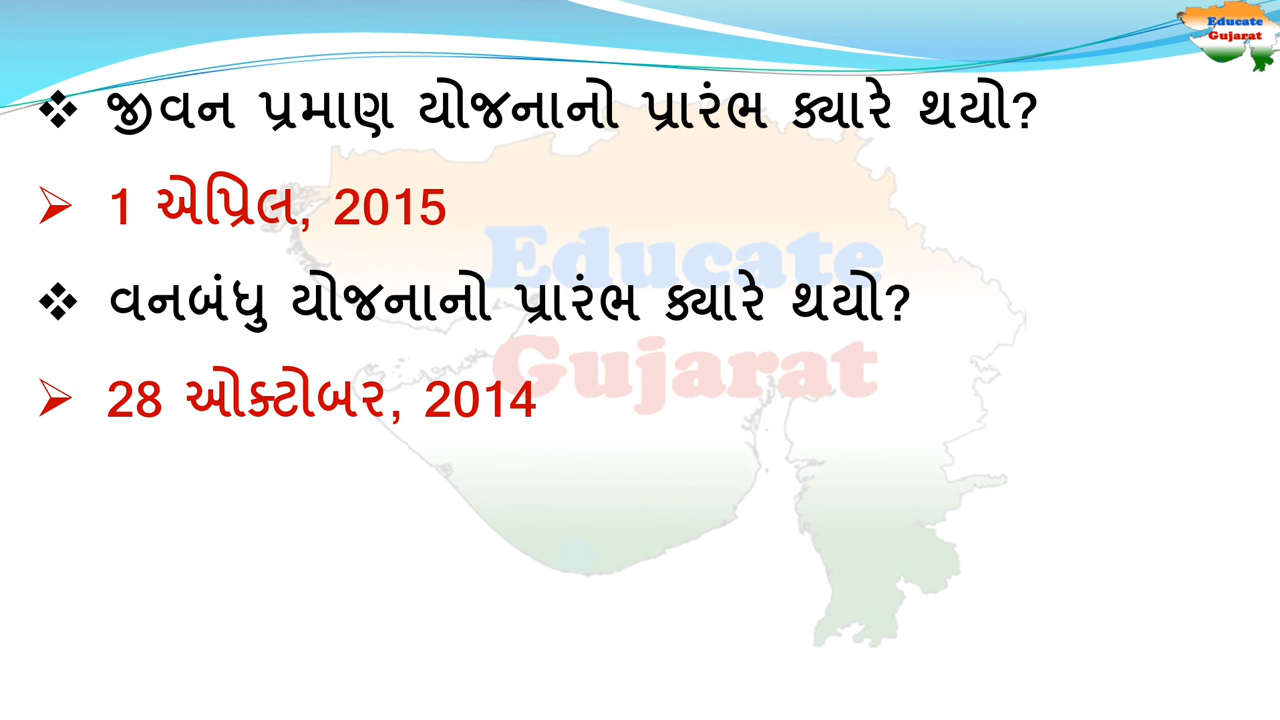 Educate
Gujarat
❖ જીવન પ્રમાણ યોજનાનો પ્રારંભ ક્યારે થયો?
➢ 1 એપ્રિલ, 2015
❖ વનબંધુ યોજનાનો પ્રારંભ ક્યારે થયો?
➢ 28 ઓક્ટોબર, 2014
Educate
Gujarat